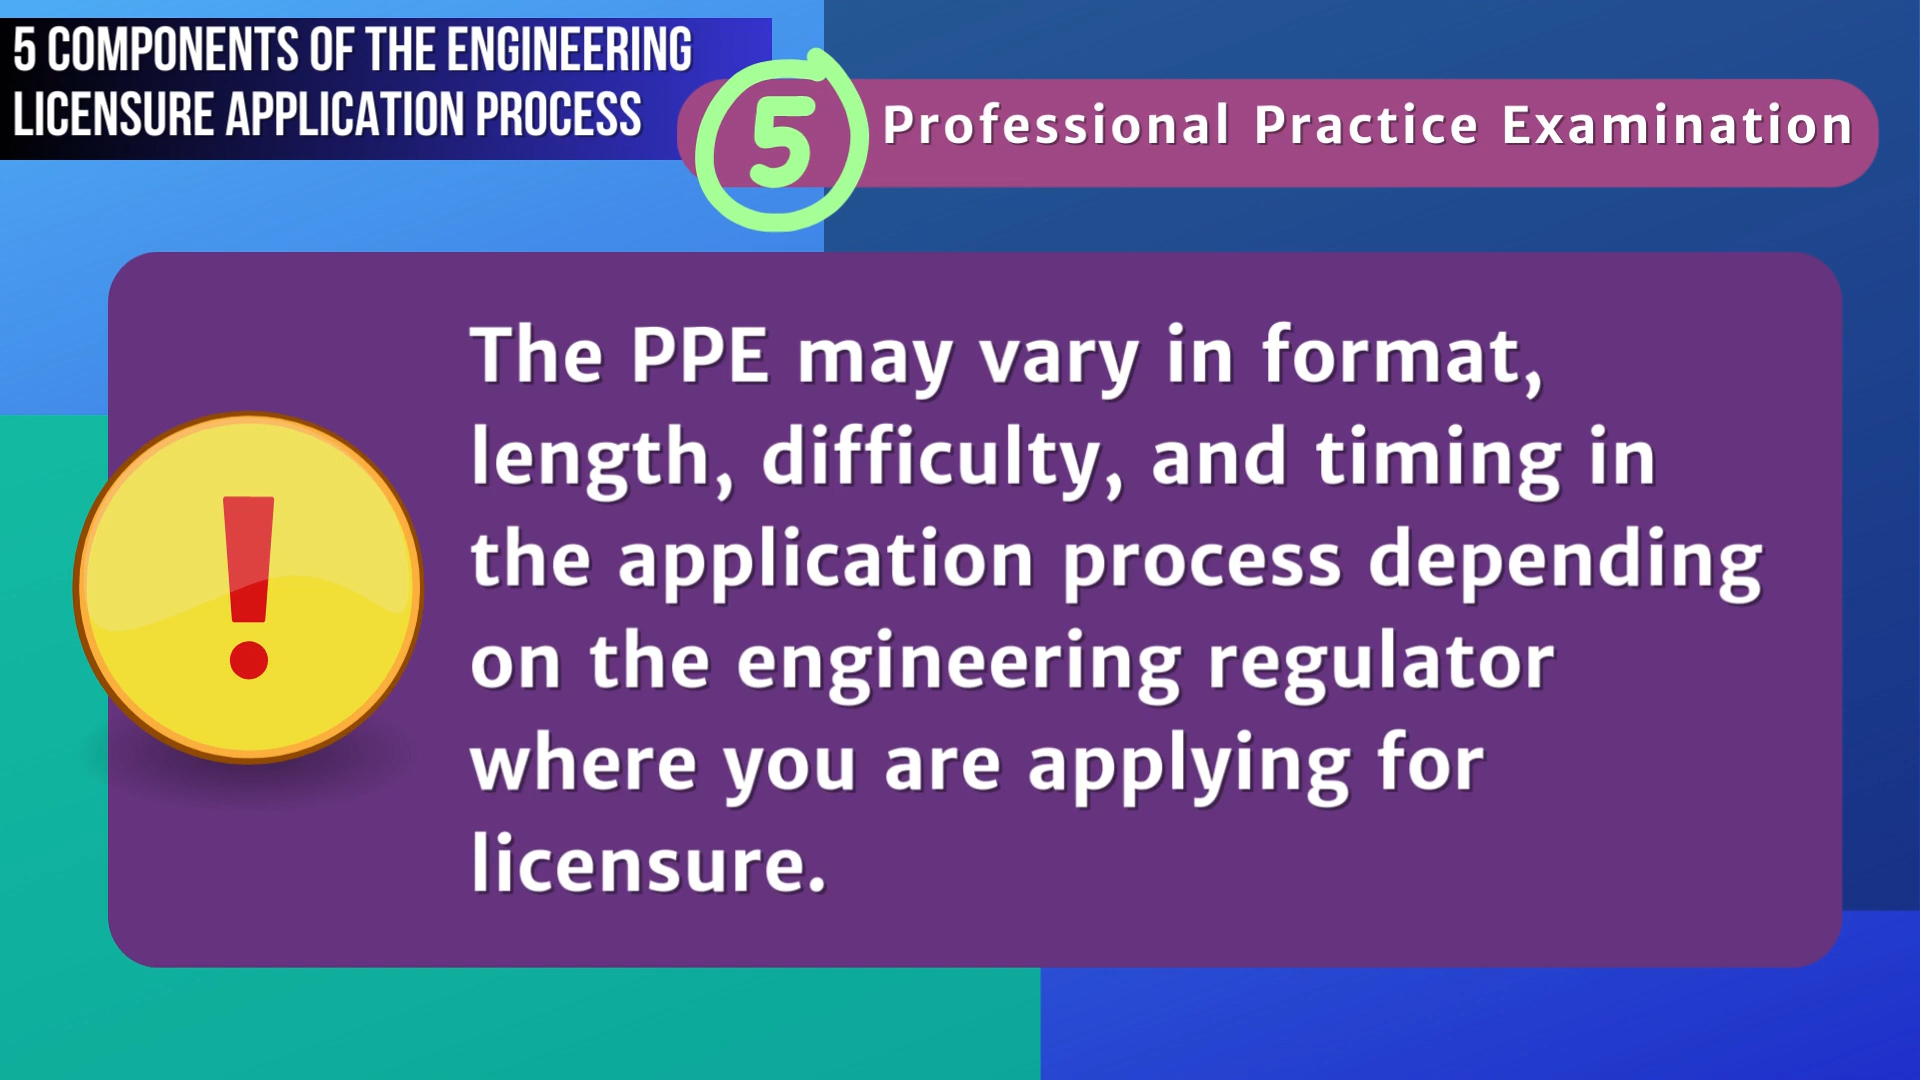 5 COMPONENTS OF THE ENGINEERING
LICENSURE APPLICATION PROCESS
5
Professional Practice Examination
The PPE may vary in format,
length, difficulty, and timing in
the application process depending
on the engineering regulator
where you are applying for
licensure.